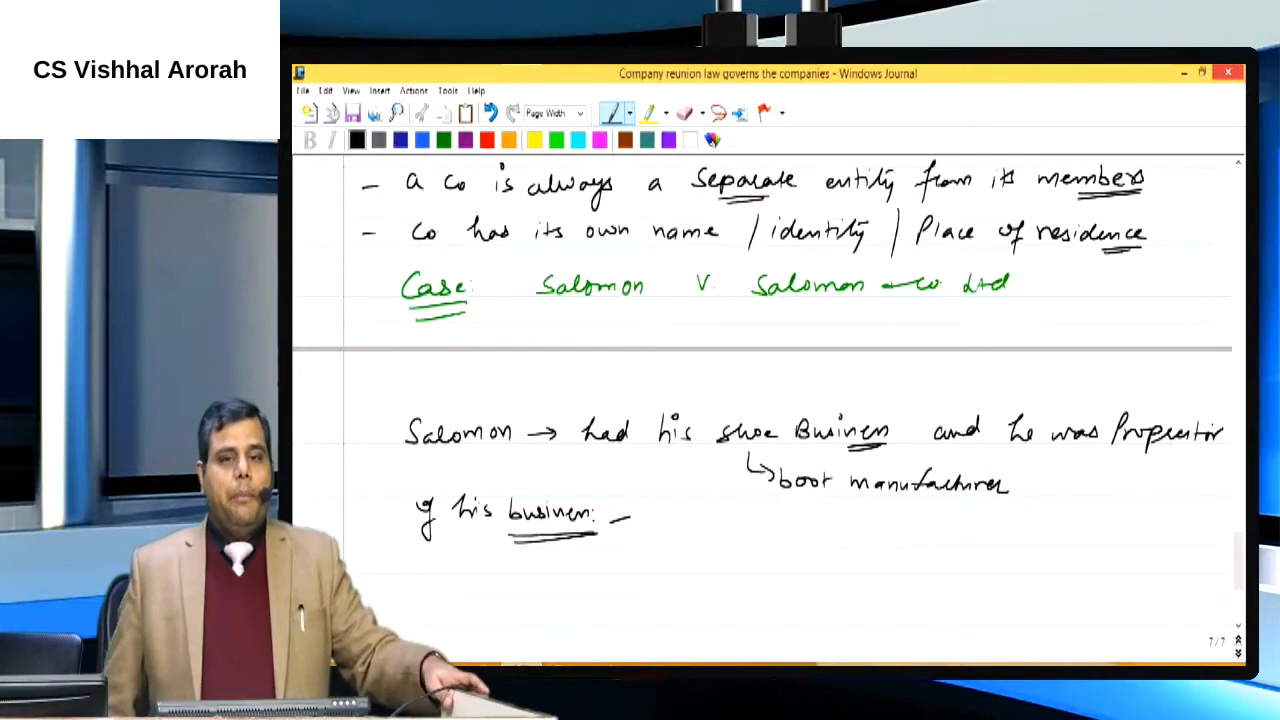 CS Vishhal Arorah
Company reunion law governs the companies - Windows Journal
File Edit View Insert Actions Tools Help
Page Width
B I
- a Co is always a Separate entity from its members
- Co has its own name / identity / Place of residence
Case: Salomon V. Salomon & Co Ltd
Salomon → had his shoe Business and he was Proprietor
↳ boot manufacturer
of his business: -
7/7